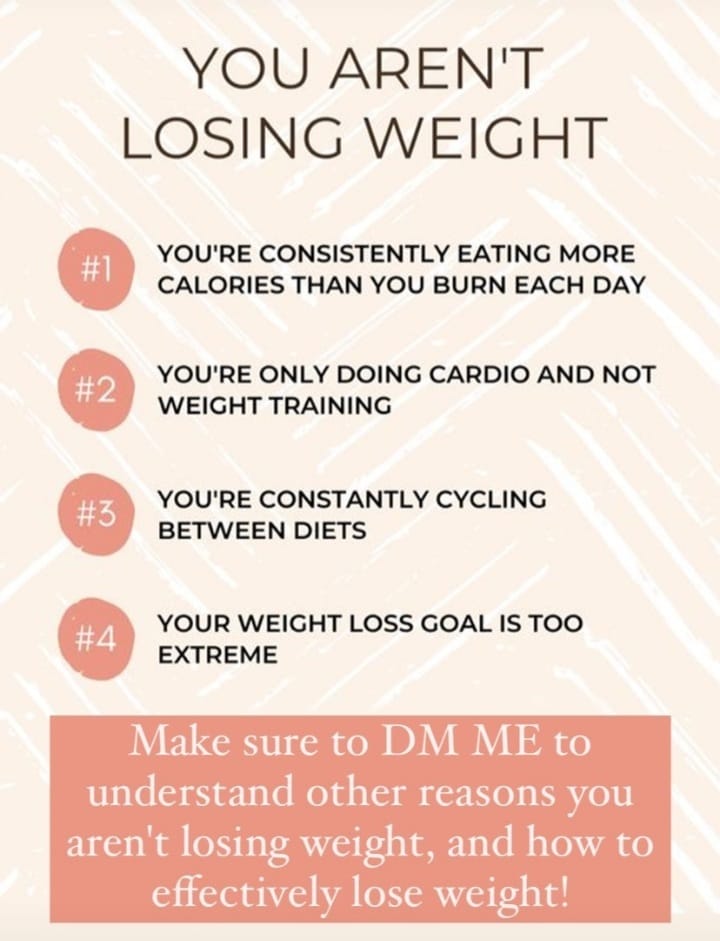 YOU AREN'T
LOSING WEIGHT
#1
YOU'RE CONSISTENTLY EATING MORE
CALORIES THAN YOU BURN EACH DAY
#2
YOU'RE ONLY DOING CARDIO AND NOT
WEIGHT TRAINING
#3
YOU'RE CONSTANTLY CYCLING
BETWEEN DIETS
#4
YOUR WEIGHT LOSS GOAL IS TOO
EXTREME
Make sure to DM ME to
understand other reasons you
aren't losing weight, and how to
effectively lose weight!